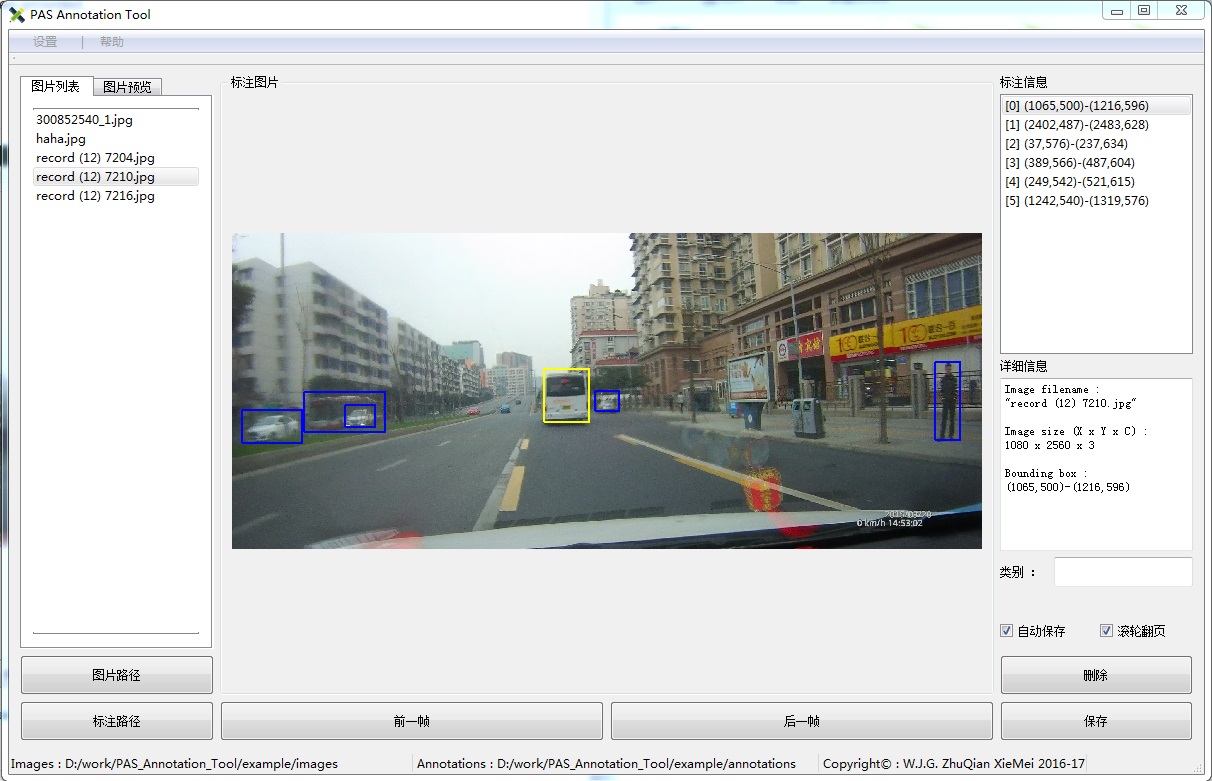 PAS Annotation Tool
设置 | 帮助
图片列表 图片预览
300852540_1.jpg
haha.jpg
record (12) 7204.jpg
record (12) 7210.jpg
record (12) 7216.jpg
图片路径
标注路径
标注图片
2016/03/20
0 km/h 14:53:02
前一帧
后一帧
标注信息
[0] (1065,500)-(1216,596)
[1] (2402,487)-(2483,628)
[2] (37,576)-(237,634)
[3] (389,566)-(487,604)
[4] (249,542)-(521,615)
[5] (1242,540)-(1319,576)
详细信息
Image filename :
"record (12) 7210.jpg"
Image size (X x Y x C) :
1080 x 2560 x 3
Bounding box :
(1065,500)-(1216,596)
类别 :
自动保存 滚轮翻页
删除
保存
Images : D:/work/PAS_Annotation_Tool/example/images
Annotations : D:/work/PAS_Annotation_Tool/example/annotations
Copyright© : W.J.G. ZhuQian XieMei 2016-17